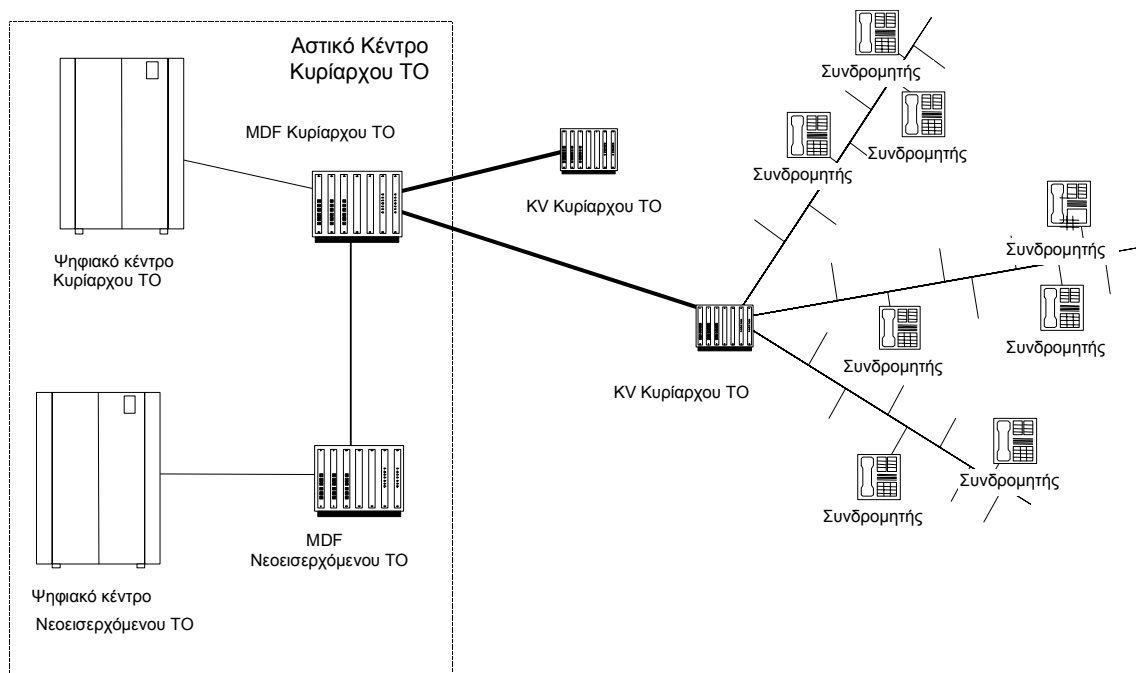 Αστικό Κέντρο
Κυρίαρχου ΤΟ
MDF Κυρίαρχου ΤΟ
Ψηφιακό κέντρο
Κυρίαρχου ΤΟ
KV Κυρίαρχου ΤΟ
Συνδρομητής
Συνδρομητής
Συνδρομητής
Συνδρομητής
Συνδρομητής
Συνδρομητής
KV Κυρίαρχου ΤΟ
Συνδρομητής
Συνδρομητής
MDF
Νεοεισερχόμενου ΤΟ
Ψηφιακό κέντρο
Νεοεισερχόμενου ΤΟ